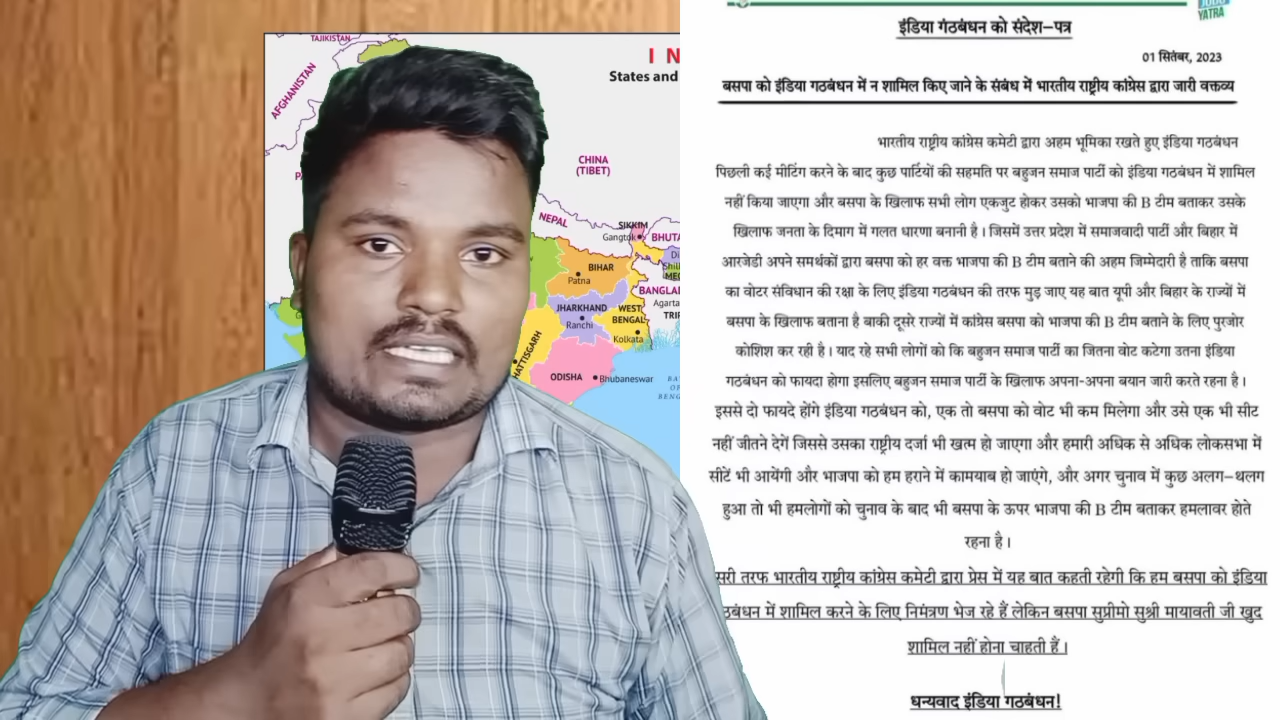 TAJIKISTAN
AFGHANISTAN
I N
States and
CHINA
(TIBET)
NEPAL
SIKKIM
Gangtok
BHUTA
BIHAR
Patna
BANGLAD
Agarta
TRIP
JHARKHAND
Ranchi
WEST
BENGAL
Kolkata
HATTISGARH
ODISHA
Bhubaneswar
YATRA
इंडिया गठबंधन को संदेश–पत्र
01 सितंबर, 2023
बसपा को इंडिया गठबंधन में न शामिल किए जाने के संबंध में भारतीय राष्ट्रीय कांग्रेस द्वारा जारी वक्तव्य
भारतीय राष्ट्रीय कांग्रेस कमेटी द्वारा अहम भूमिका रखते हुए इंडिया गठबंधन
पिछली कई मीटिंग करने के बाद कुछ पार्टियों की सहमति पर बहुजन समाज पार्टी को इंडिया गठबंधन में शामिल
नहीं किया जाएगा और बसपा के खिलाफ सभी लोग एकजुट होकर उसको भाजपा की B टीम बताकर उसके
खिलाफ जनता के दिमाग में गलत धारणा बनानी है। जिसमें उत्तर प्रदेश में समाजवादी पार्टी और बिहार में
आरजेडी अपने समर्थकों द्वारा बसपा को हर वक्त भाजपा की B टीम बताने की अहम जिम्मेदारी है ताकि बसपा
का वोटर संविधान की रक्षा के लिए इंडिया गठबंधन की तरफ मुड़ जाए यह बात यूपी और बिहार के राज्यों में
बसपा के खिलाफ बताना है बाकी दूसरे राज्यों में कांग्रेस बसपा को भाजपा की B टीम बताने के लिए पुरजोर
कोशिश कर रही है। याद रहे सभी लोगों को कि बहुजन समाज पार्टी का जितना वोट कटेगा उतना इंडिया
गठबंधन को फायदा होगा इसलिए बहुजन समाज पार्टी के खिलाफ अपना-अपना बयान जारी करते रहना है।
इससे दो फायदे होंगे इंडिया गठबंधन को, एक तो बसपा को वोट भी कम मिलेगा और उसे एक भी सीट
नहीं जीतने देगें जिससे उसका राष्ट्रीय दर्जा भी खत्म हो जाएगा और हमारी अधिक से अधिक लोकसभा में
सीटें भी आयेंगी और भाजपा को हम हराने में कामयाब हो जाएंगे, और अगर चुनाव में कुछ अलग–थलग
हुआ तो भी हमलोगों को चुनाव के बाद भी बसपा के ऊपर भाजपा की B टीम बताकर हमलावर होते
रहना है।
सरी तरफ भारतीय राष्ट्रीय कांग्रेस कमेटी द्वारा प्रेस में यह बात कहती रहेगी कि हम बसपा को इंडिया
ठबंधन में शामिल करने के लिए निमंत्रण भेज रहे हैं लेकिन बसपा सुप्रीमो सुश्री मायावती जी खुद
शामिल नहीं होना चाहती हैं।
धन्यवाद इंडिया गठबंधन!